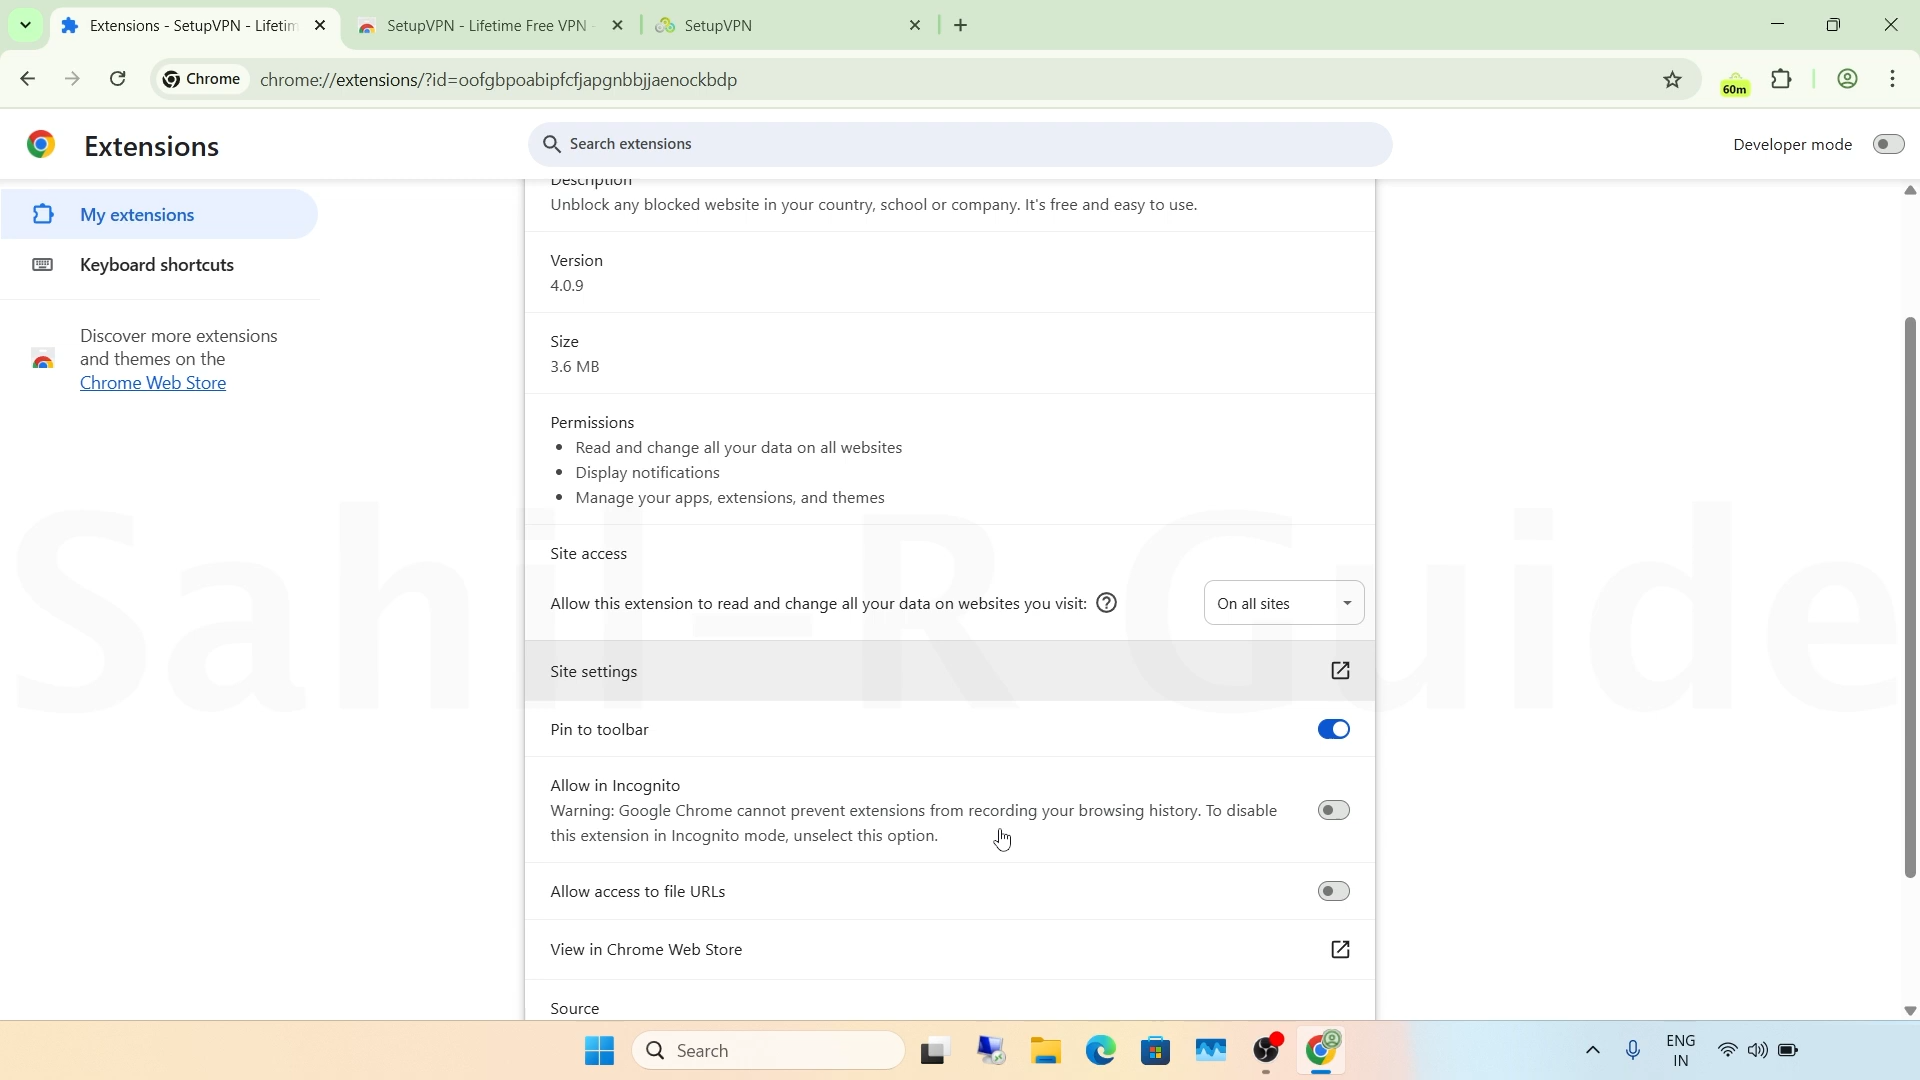 Extensions - SetupVPN - Lifetim
SetupVPN - Lifetime Free VPN -
SetupVPN
Chrome
chrome://extensions/?id=oofgbpoabipfcfjapgnbbjjaenockbdp
60m
Extensions
Search extensions
Developer mode
My extensions
Keyboard shortcuts
Discover more extensions
and themes on the
Chrome Web Store
Description
Unblock any blocked website in your country, school or company. It's free and easy to use.
Version
4.0.9
Size
3.6 MB
Permissions
• Read and change all your data on all websites
• Display notifications
• Manage your apps, extensions, and themes
Site access
Allow this extension to read and change all your data on websites you visit:
On all sites
Site settings
Pin to toolbar
Allow in Incognito
Warning: Google Chrome cannot prevent extensions from recording your browsing history. To disable
this extension in Incognito mode, unselect this option.
Allow access to file URLs
View in Chrome Web Store
Source
Sahil-R Guide
Search
ENG
IN